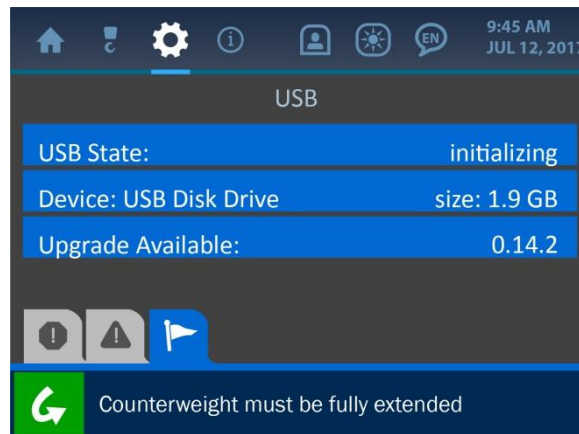 9:45 AM
EN
JUL 12, 2017
USB
USB State: initializing
Device: USB Disk Drive size: 1.9 GB
Upgrade Available: 0.14.2
Counterweight must be fully extended